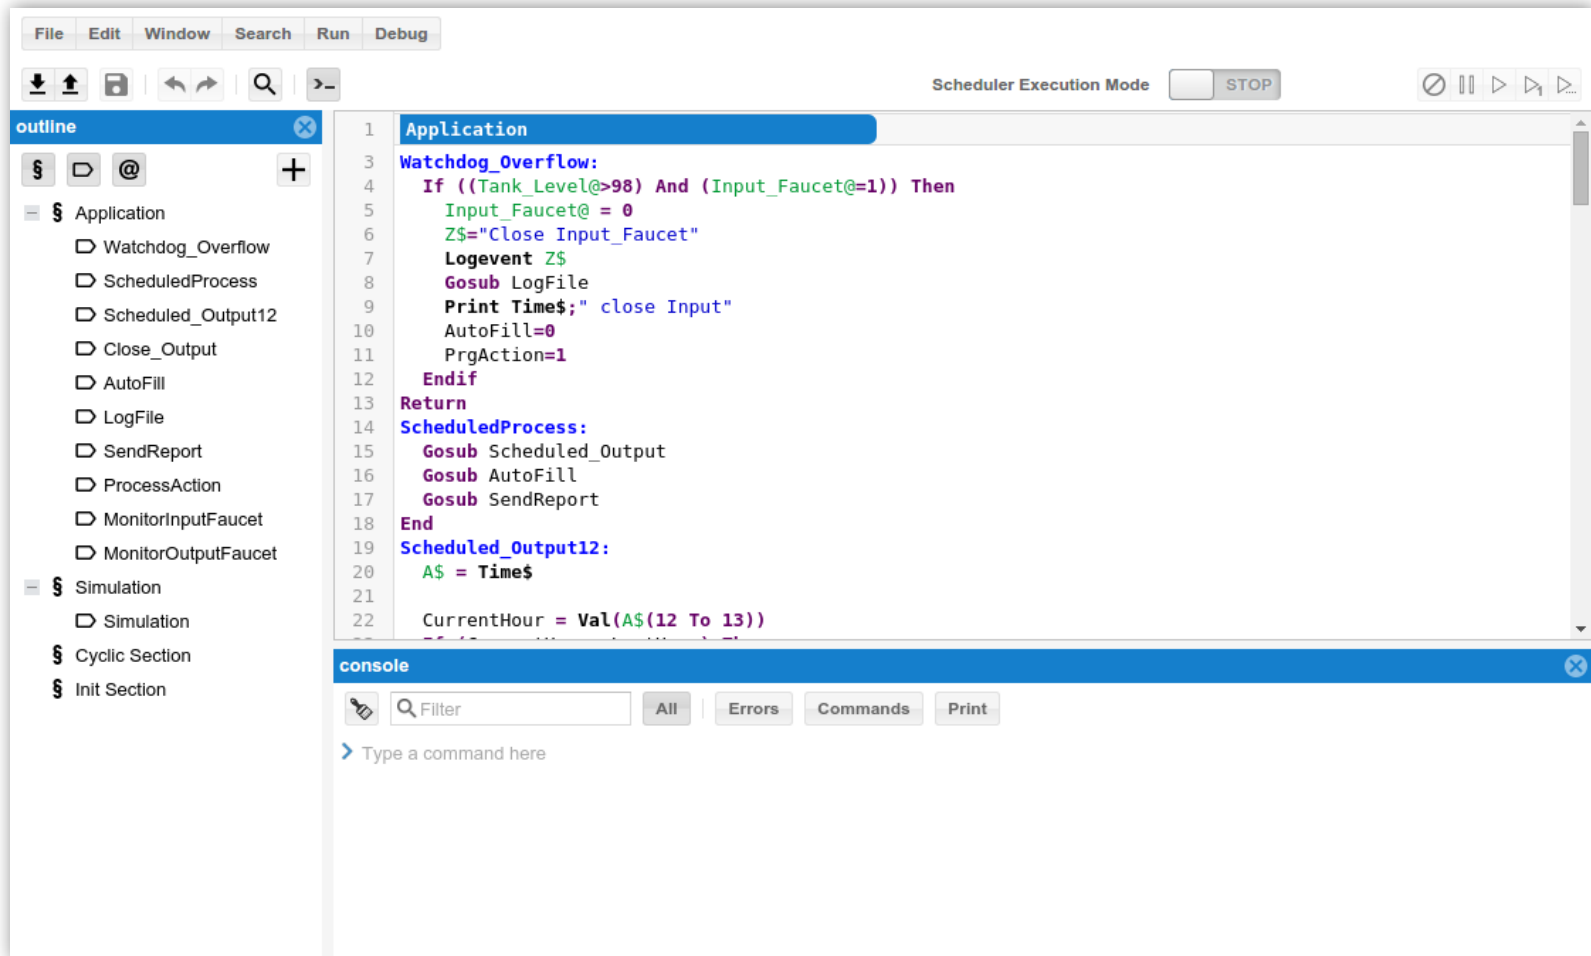 File Edit Window Search Run Debug
Scheduler Execution Mode STOP
outline
§ @ +
§ Application
Watchdog_Overflow
ScheduledProcess
Scheduled_Output12
Close_Output
AutoFill
LogFile
SendReport
ProcessAction
MonitorInputFaucet
MonitorOutputFaucet
§ Simulation
Simulation
§ Cyclic Section
§ Init Section
1 Application
3 Watchdog_Overflow:
4 If ((Tank_Level@>98) And (Input_Faucet@=1)) Then
5 Input_Faucet@ = 0
6 Z$="Close Input_Faucet"
7 Logevent Z$
8 Gosub LogFile
9 Print Time$;" close Input"
10 AutoFill=0
11 PrgAction=1
12 Endif
13 Return
14 ScheduledProcess:
15 Gosub Scheduled_Output
16 Gosub AutoFill
17 Gosub SendReport
18 End
19 Scheduled_Output12:
20 A$ = Time$
21
22 CurrentHour = Val(A$(12 To 13))
console
Filter All Errors Commands Print
Type a command here